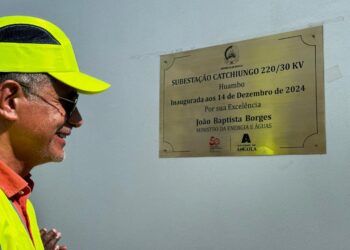 SUBESTAÇÃO CATCHIUNGO 220/30 KV
Huambo
Inaugurada aos 14 de Dezembro de 2024
Por sua Excelência
João Baptista Borges
MINISTRO DA ENERGIA E ÁGUAS
ANGOLA